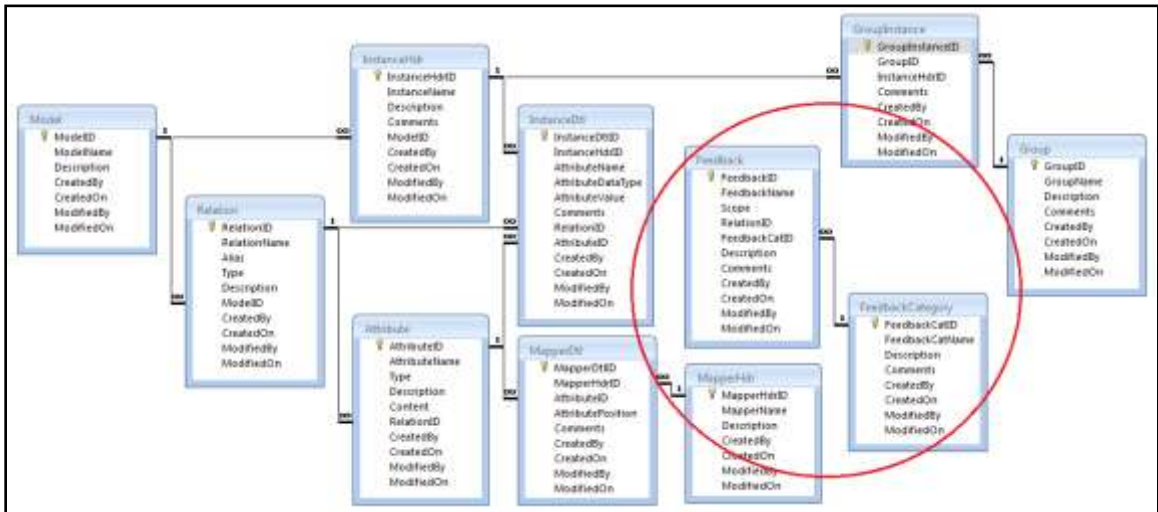 Model
ModelID
ModelName
Description
CreatedBy
CreatedOn
ModifiedBy
ModifiedOn
Relation
RelationID
RelationName
Alias
Type
Description
ModelID
CreatedBy
CreatedOn
ModifiedBy
ModifiedOn
InstanceHdr
InstanceHdrID
InstanceName
Description
Comments
ModelID
CreatedBy
CreatedOn
ModifiedBy
ModifiedOn
Attribute
AttributeID
AttributeName
Type
Description
Content
RelationID
CreatedBy
CreatedOn
ModifiedBy
ModifiedOn
InstanceDtl
InstanceDtlID
InstanceHdrID
AttributeName
AttributeDataType
AttributeValue
Comments
RelationID
AttributeID
CreatedBy
CreatedOn
ModifiedBy
ModifiedOn
MapperDtl
MapperDtlID
MapperHdrID
AttributeID
AttributePosition
Comments
CreatedBy
CreatedOn
ModifiedBy
ModifiedOn
Feedback
FeedbackID
FeedbackName
Scope
RelationID
FeedbackCatID
Description
Comments
CreatedBy
CreatedOn
ModifiedBy
ModifiedOn
MapperHdr
MapperHdrID
MapperName
Description
CreatedBy
CreatedOn
ModifiedBy
ModifiedOn
GroupInstance
GroupInstanceID
GroupID
InstanceHdrID
Comments
CreatedBy
CreatedOn
ModifiedBy
ModifiedOn
FeedbackCategory
FeedbackCatID
FeedbackCatName
Description
Comments
CreatedBy
CreatedOn
ModifiedBy
ModifiedOn
Group
GroupID
GroupName
Description
Comments
CreatedBy
CreatedOn
ModifiedBy
ModifiedOn